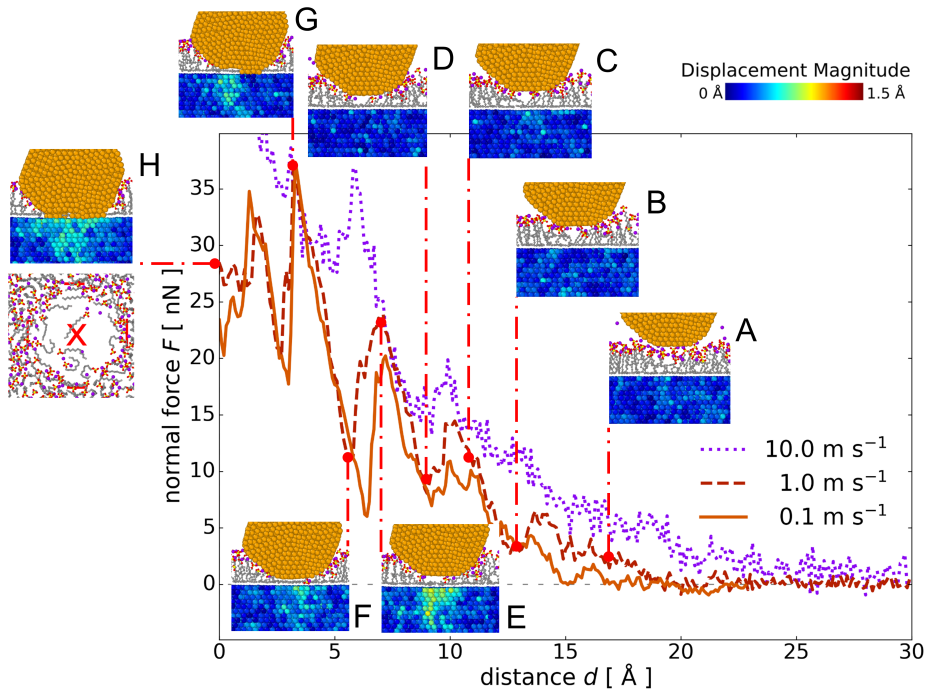 G
D
C
Displacement Magnitude
0 Å 1.5 Å
H
B
A
X
normal force F [ nN ]
35
30
25
20
15
10
5
0
10.0 m s⁻¹
1.0 m s⁻¹
0.1 m s⁻¹
F
E
0 5 10 15 20 25 30
distance d [ Å ]